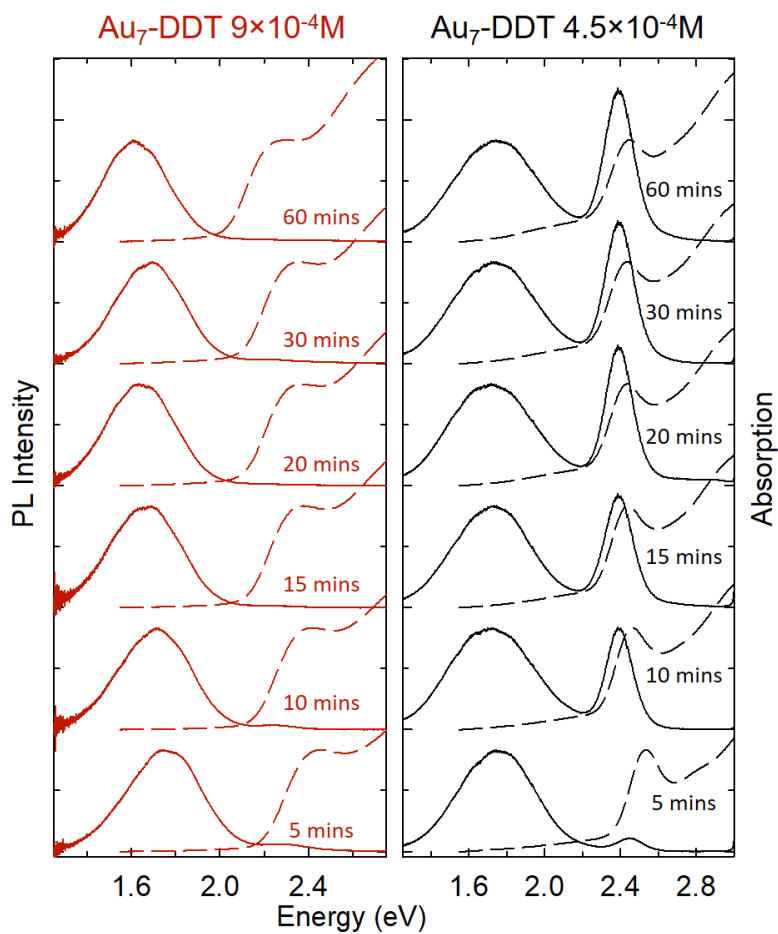 Au₇-DDT 9×10⁻⁴M
Au₇-DDT 4.5×10⁻⁴M
60 mins
30 mins
20 mins
15 mins
10 mins
5 mins
60 mins
30 mins
20 mins
15 mins
10 mins
5 mins
PL Intensity
Absorption
1.6 2.0 2.4
1.6 2.0 2.4 2.8
Energy (eV)